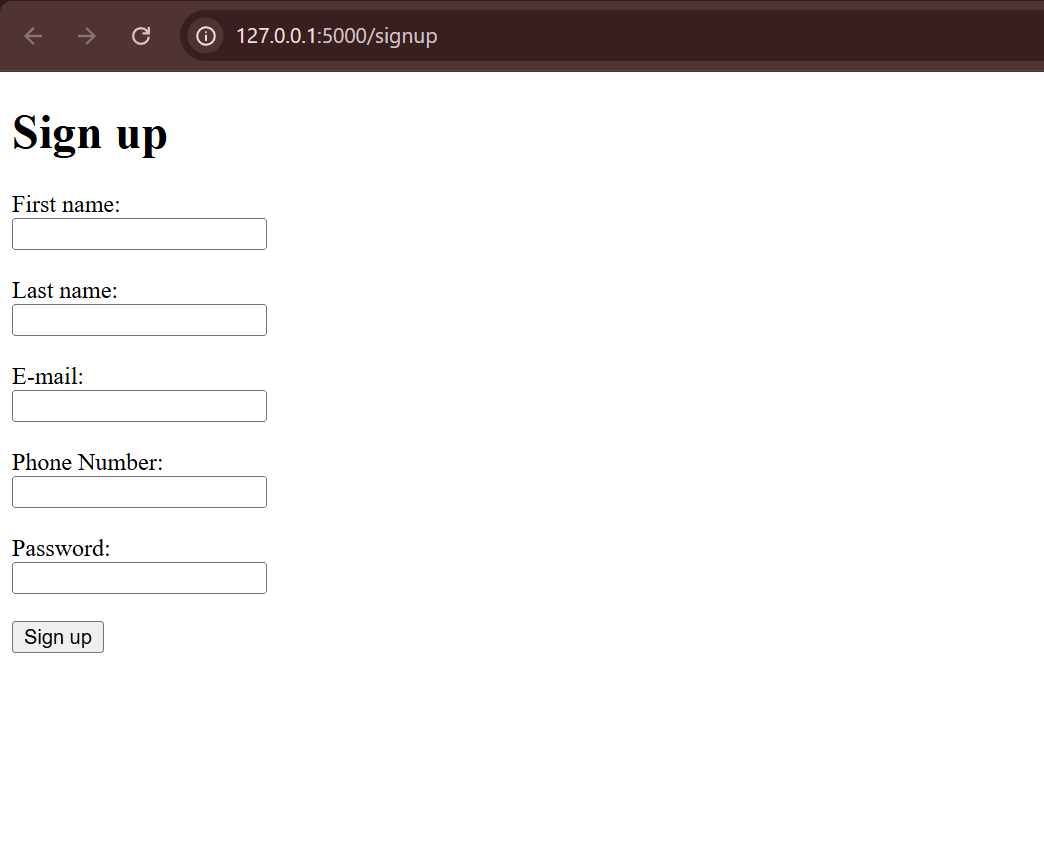 127.0.0.1:5000/signup
Sign up
First name:
Last name:
E-mail:
Phone Number:
Password:
Sign up